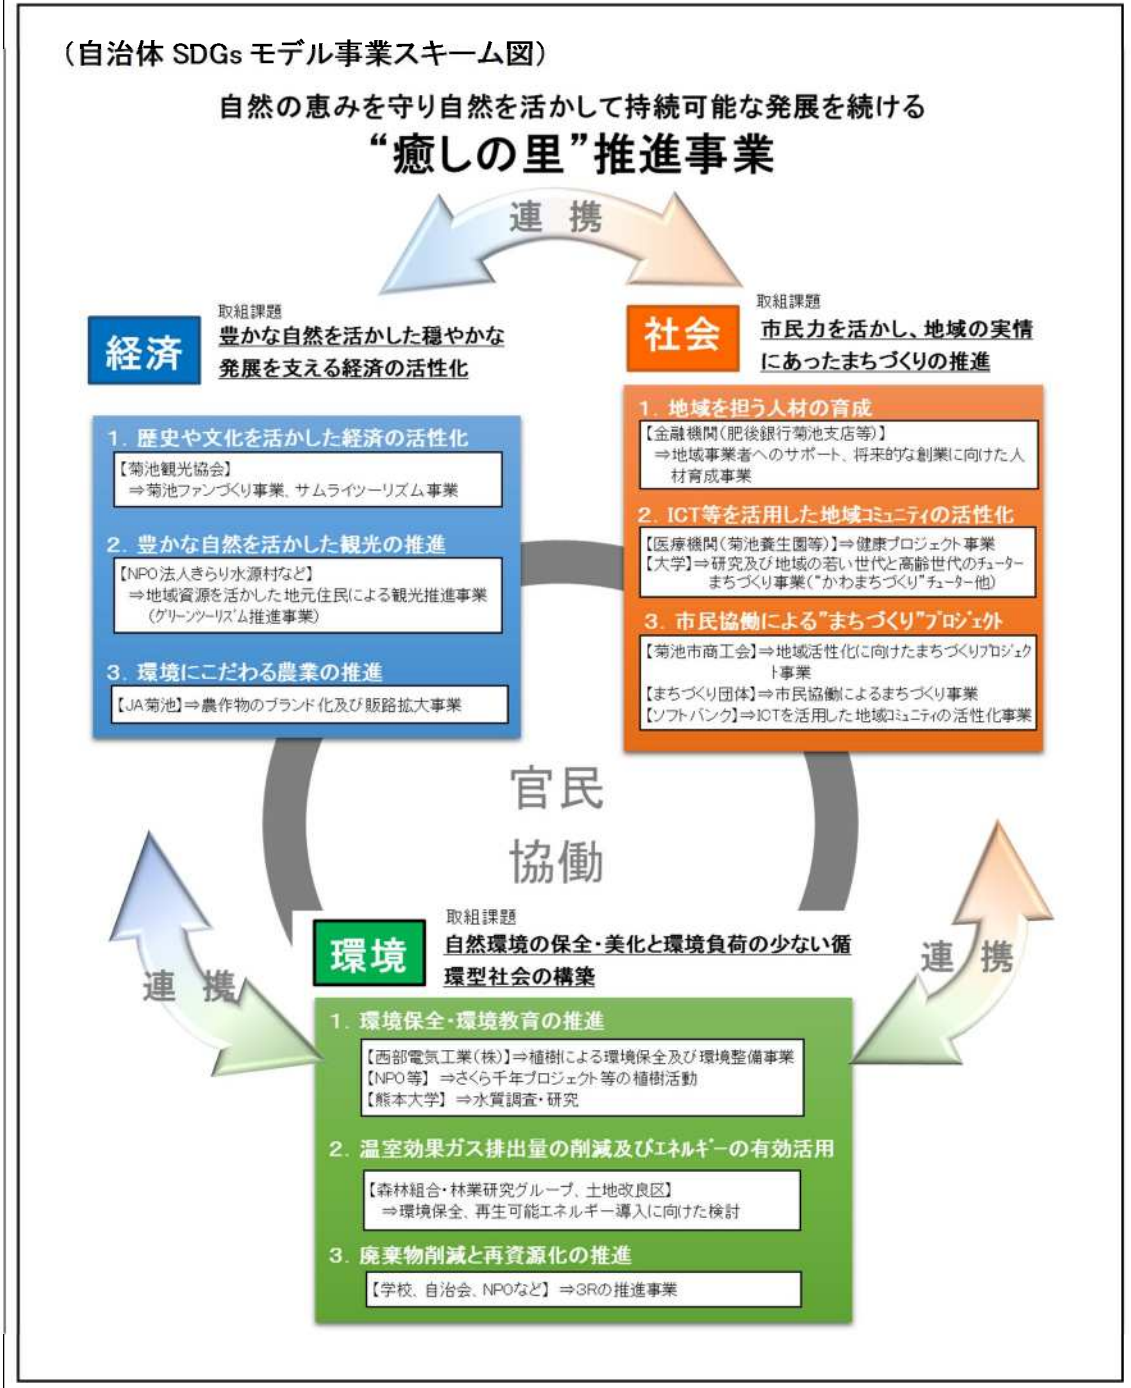 （自治体 SDGs モデル事業スキーム図）
自然の恵みを守り自然を活かして持続可能な発展を続ける
“癒しの里”推進事業
連 携
経済
取組課題
豊かな自然を活かした穏やかな
発展を支える経済の活性化
1. 歴史や文化を活かした経済の活性化
【菊池観光協会】
⇒菊池ファンづくり事業、サムライツーリズム事業
2. 豊かな自然を活かした観光の推進
【NPO法人きらり水源村など】
⇒地域資源を活かした地元住民による観光推進事業
（グリーンツーリズム推進事業）
3. 環境にこだわる農業の推進
【JA菊池】⇒農作物のブランド化及び販路拡大事業
社会
取組課題
市民力を活かし、地域の実情
にあったまちづくりの推進
1. 地域を担う人材の育成
【金融機関（肥後銀行菊池支店等）】
⇒地域事業者へのサポート、将来的な創業に向けた人
材育成事業
2. ICT等を活用した地域コミュニティの活性化
【医療機関（菊池養生園等）】⇒健康プロジェクト事業
【大学】⇒研究及び地域の若い世代と高齢世代のチューター
まちづくり事業（“かわまちづくり”チューター他）
3. 市民協働による”まちづくり”プロジェクト
【菊池市商工会】⇒地域活性化に向けたまちづくりプロジェク
ト事業
【まちづくり団体】⇒市民協働によるまちづくり事業
【ソフトバンク】⇒ICTを活用した地域コミュニティの活性化事業
官民
協働
連 携
連 携
環境
取組課題
自然環境の保全・美化と環境負荷の少ない循
環型社会の構築
1. 環境保全・環境教育の推進
【西部電気工業（株）】⇒植樹による環境保全及び環境整備事業
【NPO等】 ⇒さくら千年プロジェクト等の植樹活動
【熊本大学】 ⇒水質調査・研究
2. 温室効果ガス排出量の削減及びエネルギーの有効活用
【森林組合・林業研究グループ、土地改良区】
⇒環境保全、再生可能エネルギー導入に向けた検討
3. 廃棄物削減と再資源化の推進
【学校、自治会、NPOなど】 ⇒3Rの推進事業